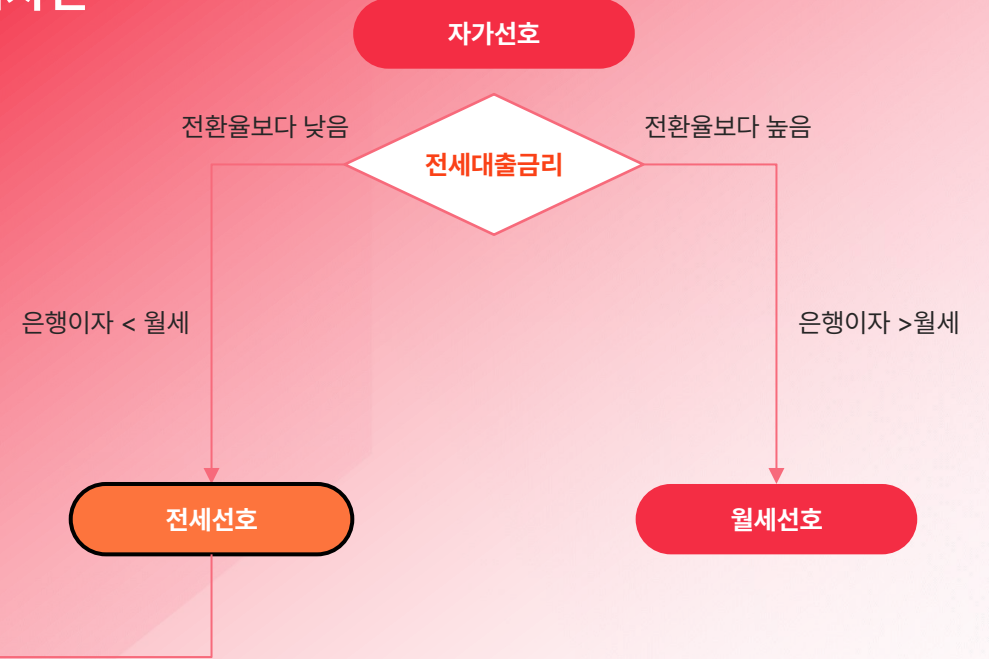 자가선호
전환율보다 낮음
전환율보다 높음
전세대출금리
은행이자 < 월세
은행이자 >월세
전세선호
월세선호